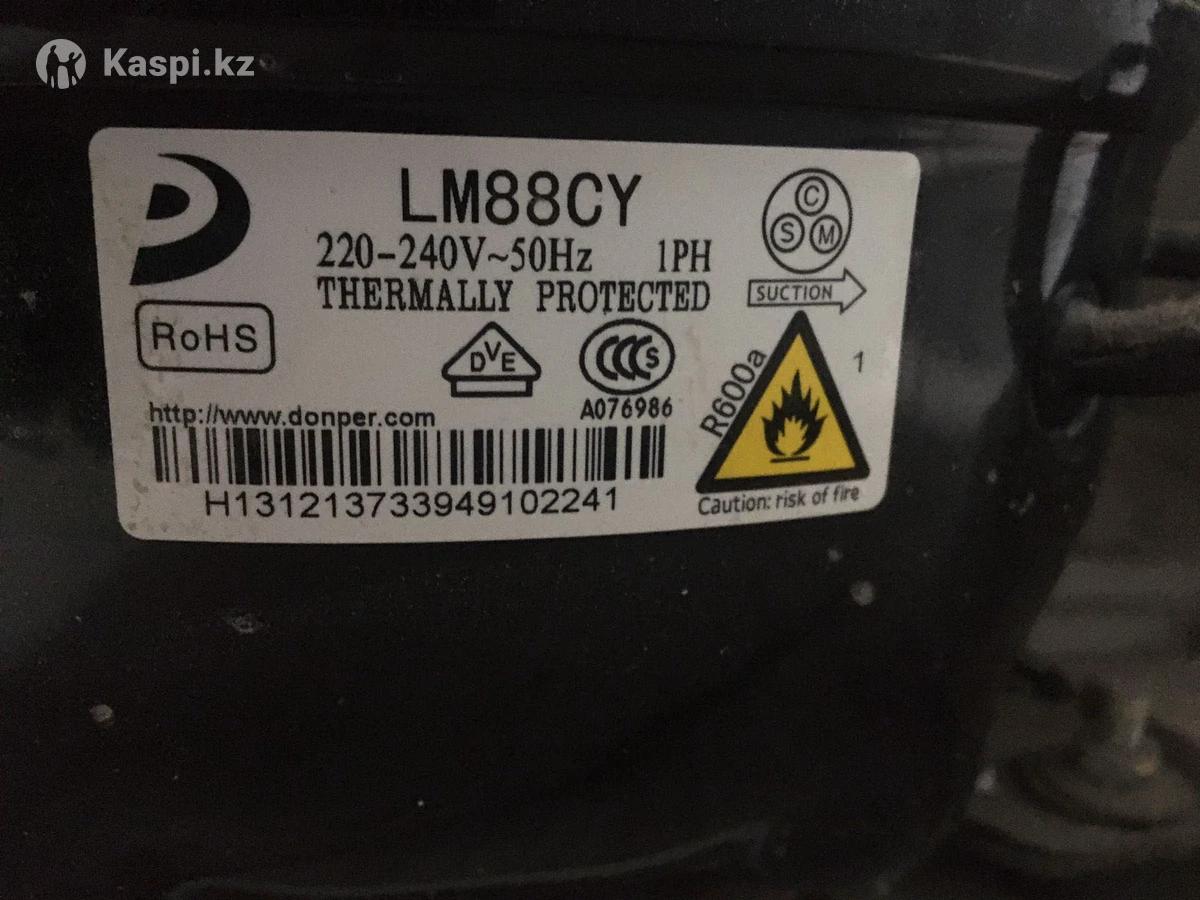 Kaspi.kz
LM88CY
220-240V~50Hz 1PH
THERMALLY PROTECTED
C
S M
SUCTION
RoHS
DVE
CCC S
A076986
R600a
1
http://www.donper.com
H131213733949102241
Caution: risk of fire